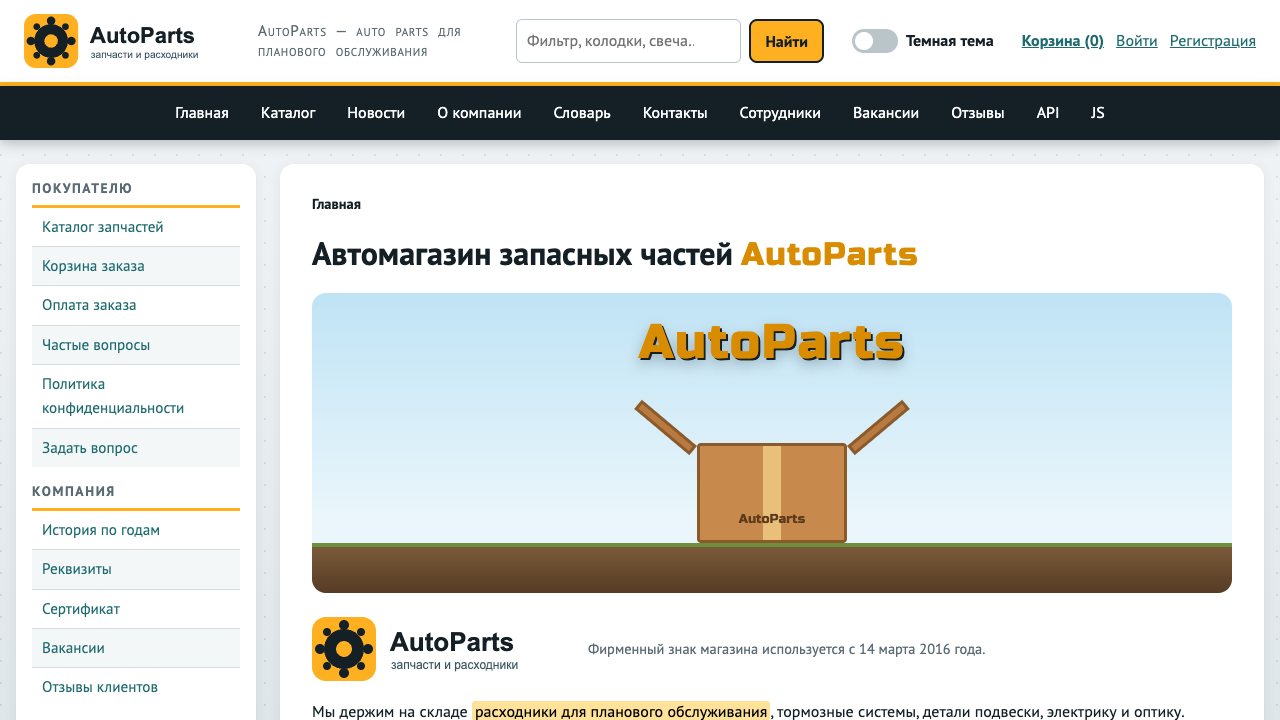 AutoParts
запчасти и расходники
AutoParts — auto parts для
планового обслуживания
Фильтр, колодки, свеча..
Найти
Темная тема
Корзина (0)
Войти
Регистрация
Главная
Каталог
Новости
О компании
Словарь
Контакты
Сотрудники
Вакансии
Отзывы
API
JS
ПОКУПАТЕЛЮ
Каталог запчастей
Корзина заказа
Оплата заказа
Частые вопросы
Политика
конфиденциальности
Задать вопрос
КОМПАНИЯ
История по годам
Реквизиты
Сертификат
Вакансии
Отзывы клиентов
Главная
Автомагазин запасных частей AutoParts
AutoParts
AutoParts
AutoParts
запчасти и расходники
Фирменный знак магазина используется с 14 марта 2016 года.
Мы держим на складе расходники для планового обслуживания, тормозные системы, детали подвески, электрику и оптику.